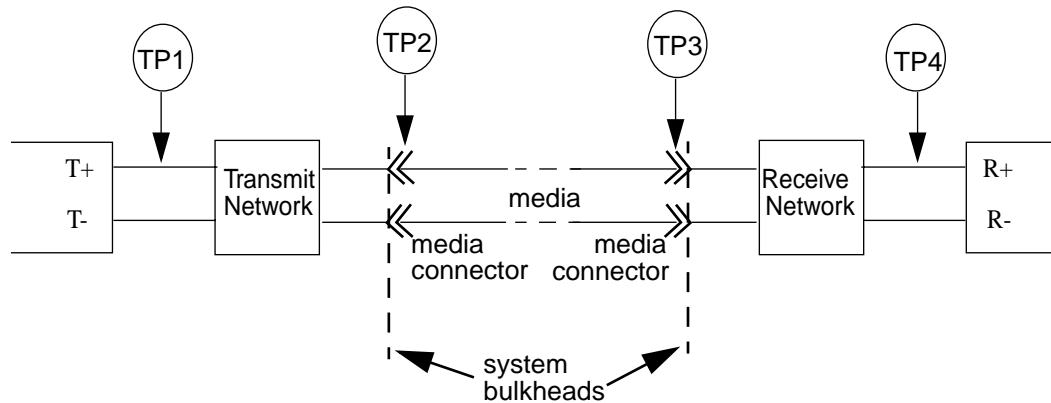 TP1
TP2
TP3
TP4
T+
T-
Transmit
Network
media
media
connector
media
connector
Receive
Network
R+
R-
system
bulkheads